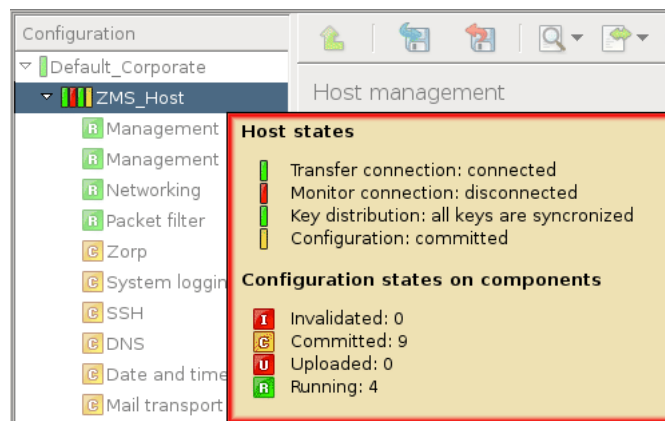 Configuration
Default_Corporate
ZMS_Host
R Management
R Management
R Networking
R Packet filter
C Zorp
C System loggin
C SSH
C DNS
C Date and time
C Mail transport
Host management
Host states
Transfer connection: connected
Monitor connection: disconnected
Key distribution: all keys are syncronized
Configuration: committed
Configuration states on components
I Invalidated: 0
C Committed: 9
U Uploaded: 0
R Running: 4